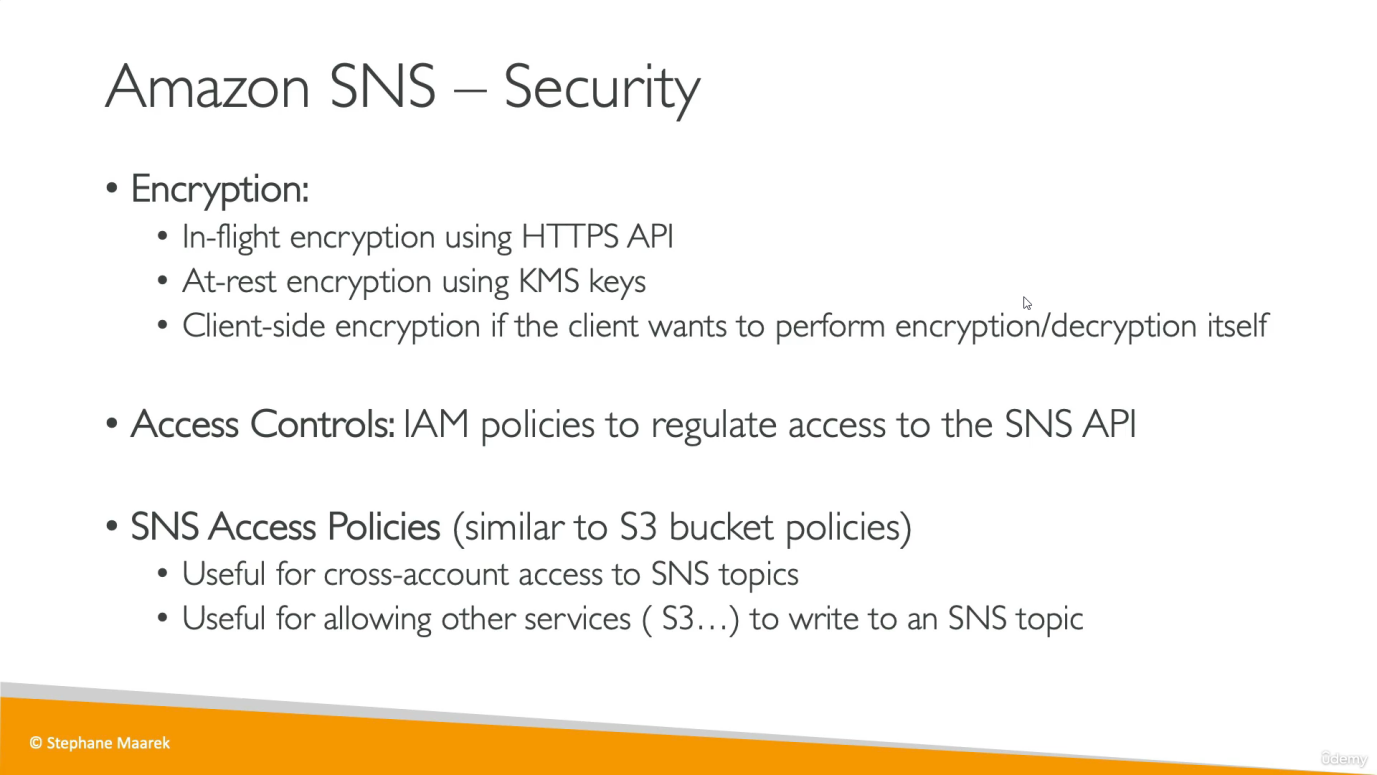 Amazon SNS – Security
• Encryption:
• In-flight encryption using HTTPS API
• At-rest encryption using KMS keys
• Client-side encryption if the client wants to perform encryption/decryption itself
• Access Controls: IAM policies to regulate access to the SNS API
• SNS Access Policies (similar to S3 bucket policies)
• Useful for cross-account access to SNS topics
• Useful for allowing other services ( S3…) to write to an SNS topic
© Stephane Maarek
ûdemy